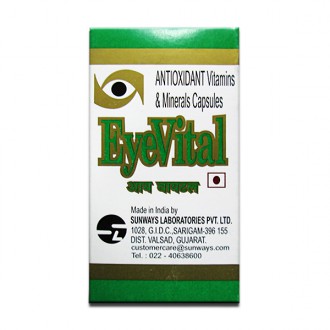 ANTIOXIDANT Vitamins
& Minerals Capsules
EyeVital
आय वायटल
Made in India by
SUNWAYS LABORATORIES PVT. LTD.
1028, G.I.D.C., SARIGAM-396 155
DIST. VALSAD, GUJARAT.
customercare@sunways.com
Tel. : 022 - 40638600